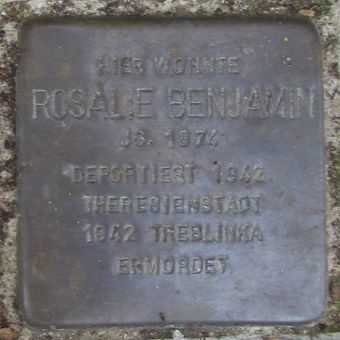 HIER WOHNTE
ROSALIE BENJAMIN
JG. 1874
DEPORTIERT 1942
THERESIENSTADT
1942 TREBLINKA
ERMORDET